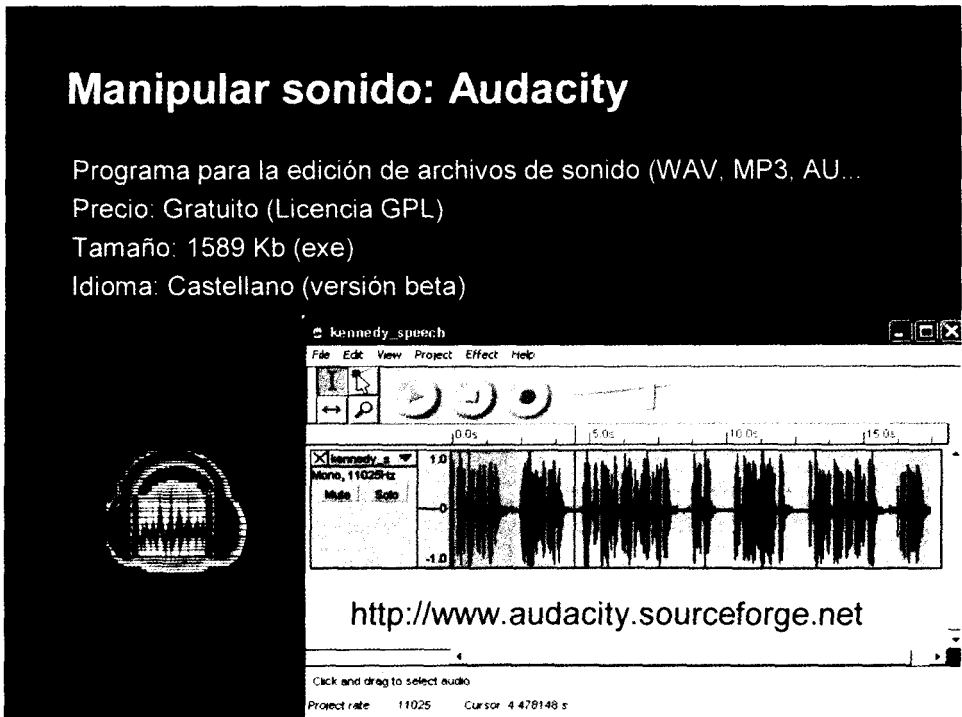 Manipular sonido: Audacity
Programa para la edición de archivos de sonido (WAV, MP3, AU...
Precio: Gratuito (Licencia GPL)
Tamaño: 1589 Kb (exe)
Idioma: Castellano (versión beta)
kennedy_speech
File Edit View Project Effect Help
0.0s 5.0s 10.0s 15.0s
kennedy_s 1.0
Mono, 11025Hz
Mute Solo
0
-1.0
http://www.audacity.sourceforge.net
Click and drag to select audio
Project rate 11025 Cursor 4.478148 s